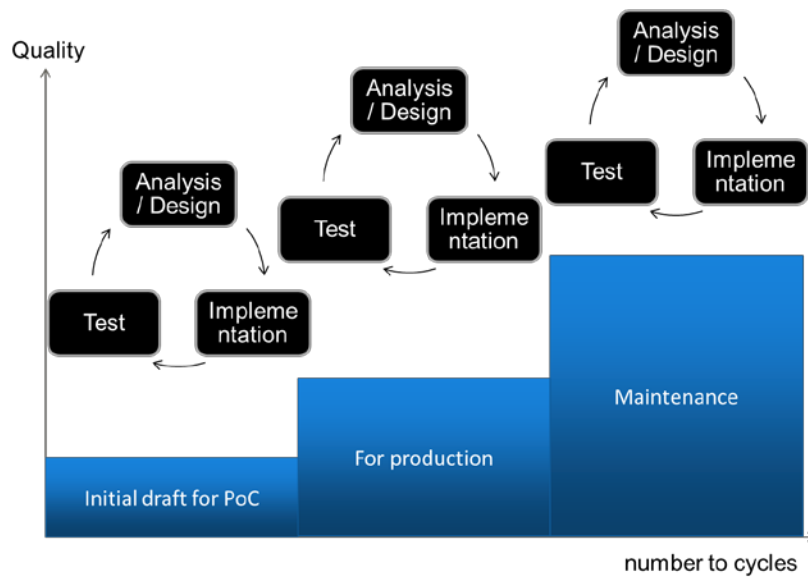 Quality
Analysis
/ Design
Test
Impleme
ntation
Analysis
/ Design
Test
Impleme
ntation
Analysis
/ Design
Test
Impleme
ntation
Initial draft for PoC
For production
Maintenance
number to cycles